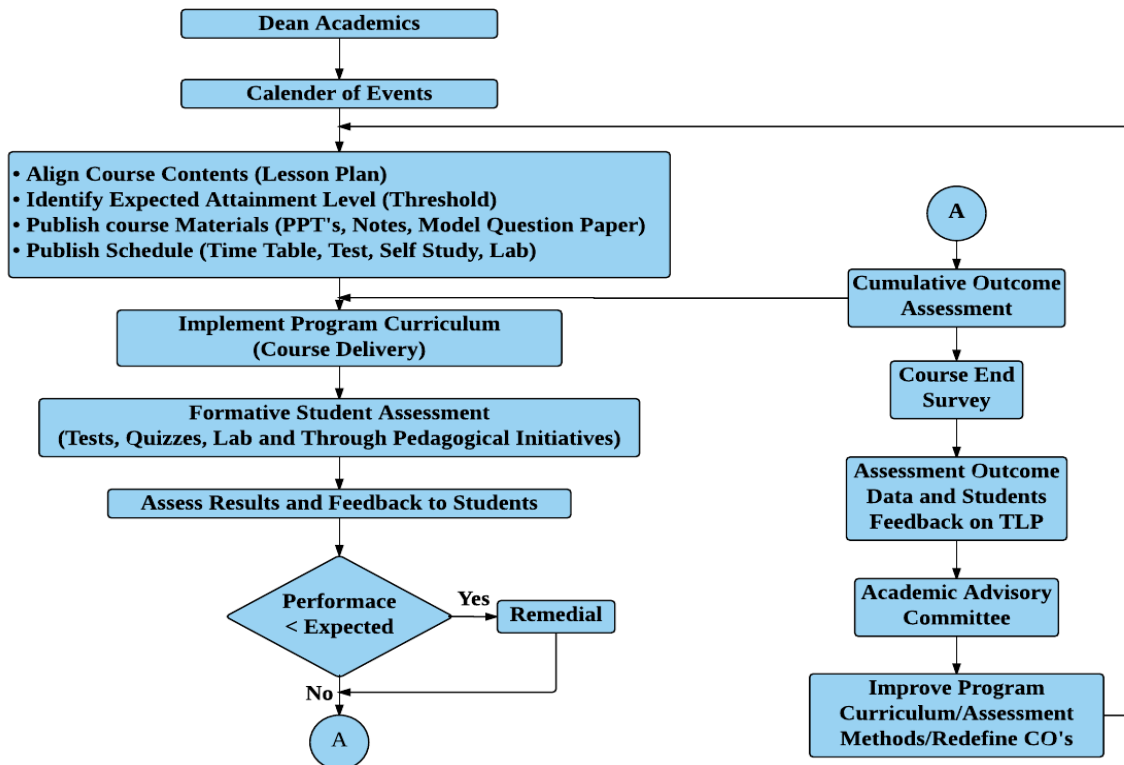 Dean Academics
Calender of Events
• Align Course Contents (Lesson Plan)
• Identify Expected Attainment Level (Threshold)
• Publish course Materials (PPT's, Notes, Model Question Paper)
• Publish Schedule (Time Table, Test, Self Study, Lab)
Implement Program Curriculum
(Course Delivery)
Formative Student Assessment
(Tests, Quizzes, Lab and Through Pedagogical Initiatives)
Assess Results and Feedback to Students
Performace
< Expected
Yes
Remedial
No
A
A
Cumulative Outcome
Assessment
Course End
Survey
Assessment Outcome
Data and Students
Feedback on TLP
Academic Advisory
Committee
Improve Program
Curriculum/Assessment
Methods/Redefine CO's